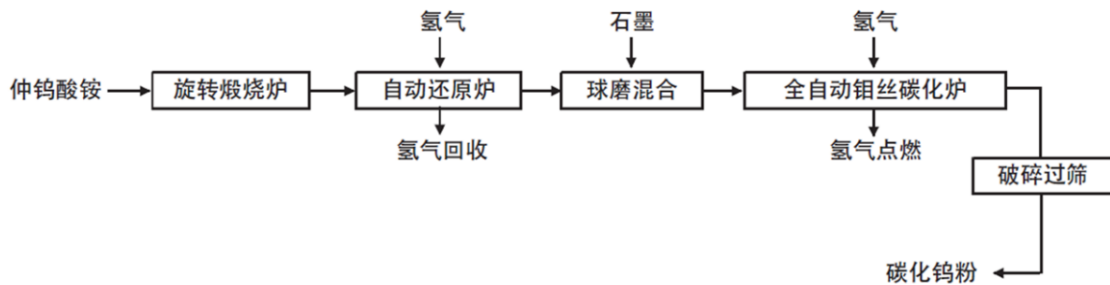 氢气
石墨
氢气
仲钨酸铵
旋转煅烧炉
自动还原炉
球磨混合
全自动钼丝碳化炉
氢气回收
氢气点燃
破碎过筛
碳化钨粉